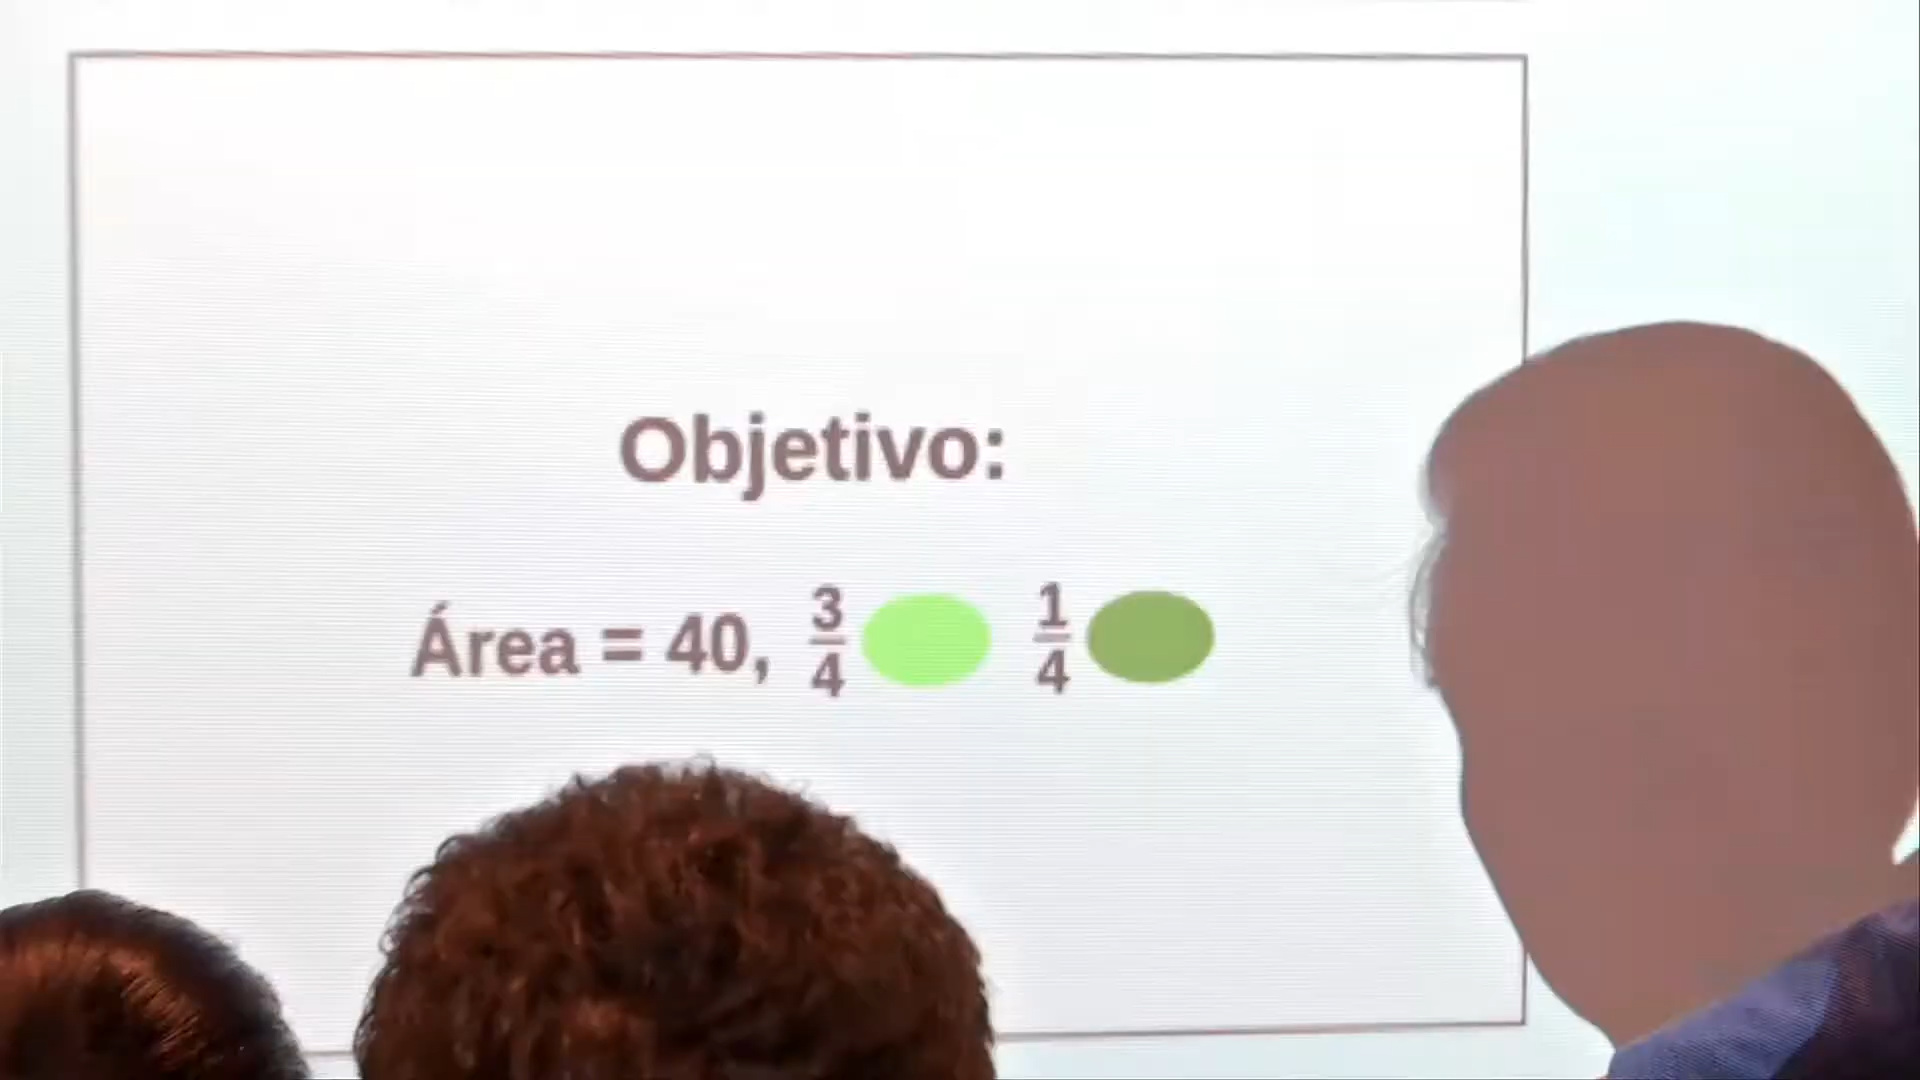 Objetivo:
Área = 40, 3/4 1/4